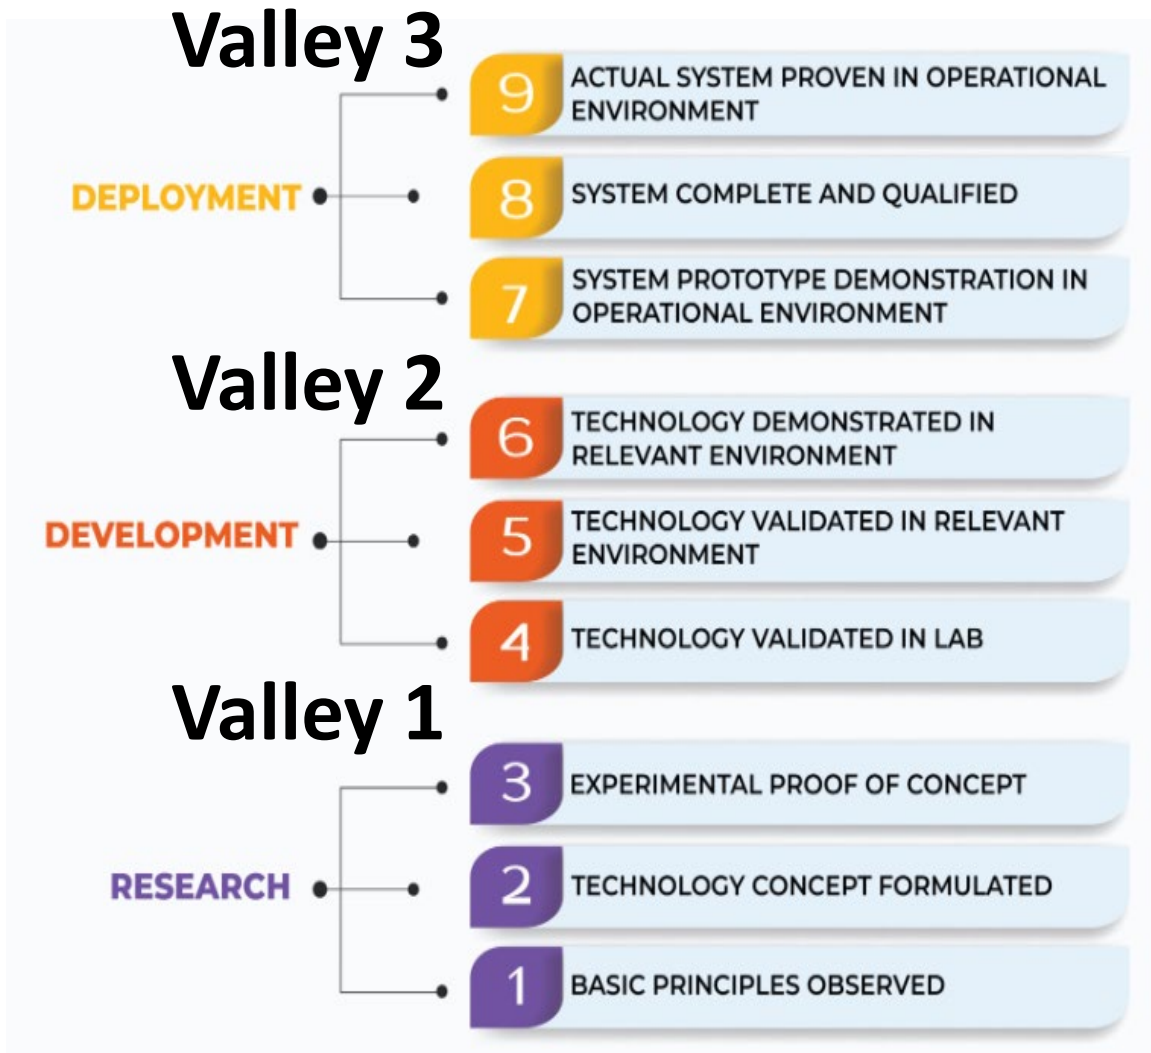 Valley 3
9
ACTUAL SYSTEM PROVEN IN OPERATIONAL
ENVIRONMENT
DEPLOYMENT
8
SYSTEM COMPLETE AND QUALIFIED
7
SYSTEM PROTOTYPE DEMONSTRATION IN
OPERATIONAL ENVIRONMENT
Valley 2
6
TECHNOLOGY DEMONSTRATED IN
RELEVANT ENVIRONMENT
DEVELOPMENT
5
TECHNOLOGY VALIDATED IN RELEVANT
ENVIRONMENT
4
TECHNOLOGY VALIDATED IN LAB
Valley 1
3
EXPERIMENTAL PROOF OF CONCEPT
RESEARCH
2
TECHNOLOGY CONCEPT FORMULATED
1
BASIC PRINCIPLES OBSERVED